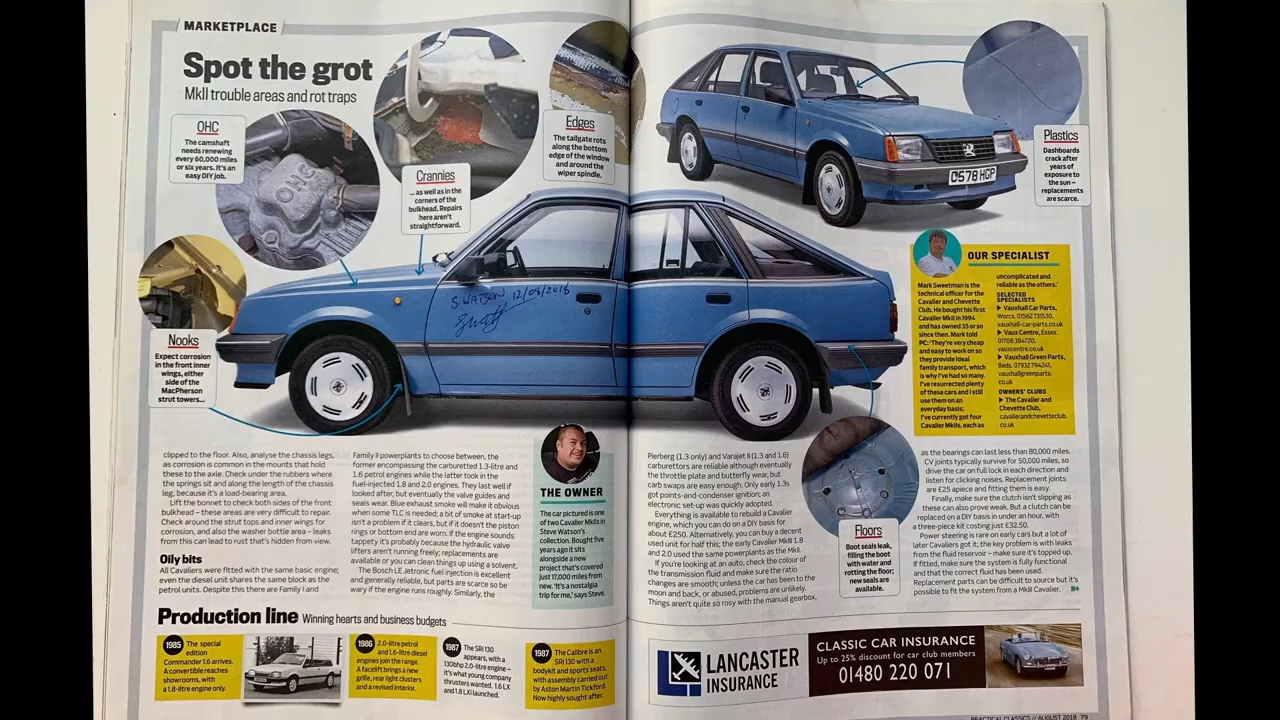 MARKETPLACE
Spot the grot
MkII trouble areas and rot traps
OHC
The camshaft
needs renewing
every 60,000 miles
or six years. It's an
easy DIY job.
Crannies
... as well as in the
corners of the
bulkhead. Repairs
here aren't
straightforward.
Edges
The tailgate rots
along the bottom
edge of the window
and around the
wiper spindle.
Plastics
Dashboards
crack after
years of
exposure to
the sun –
replacements
are scarce.
C578 HGP
OHC
Nooks
Expect corrosion
in the front inner
wings, either
side of the
MacPherson
strut towers...
S. WATSON 12/08/2018
OUR SPECIALIST
Mark Sweetman is the
technical officer for the
Cavalier and Chevette
Club. He bought his first
Cavalier MkII in 1994
and has owned 35 or so
since then. Mark told
PC: 'They're very cheap
and easy to work on so
they provide ideal
family transport, which
is why I've had so many.
I've resurrected plenty
of these cars and I still
use them on an
everyday basis;
I've currently got four
Cavalier MkIIs, each as
uncomplicated and
reliable as the others.'
SELECTED
SPECIALISTS
▶ Vauxhall Car Parts,
Worcs. 01562 731530,
vauxhall-car-parts.co.uk
▶ Vaux Centre, Essex.
01708 384720,
vauxcentre.co.uk
▶ Vauxhall Green Parts,
Beds. 07932 794241,
vauxhallgreenparts.
co.uk
OWNERS' CLUBS
▶ The Cavalier and
Chevette Club,
cavalierandchevetteclub.
co.uk
clipped to the floor. Also, analyse the chassis legs,
as corrosion is common in the mounts that hold
these to the axle. Check under the rubbers where
the springs sit and along the length of the chassis
leg, because it's a load-bearing area.
Lift the bonnet to check both sides of the front
bulkhead – these areas are very difficult to repair.
Check around the strut tops and inner wings for
corrosion, and also the washer bottle area – leaks
from this can lead to rust that's hidden from view.
Oily bits
All Cavaliers were fitted with the same basic engine;
even the diesel unit shares the same block as the
petrol units. Despite this there are Family I and
Family II powerplants to choose between, the
former encompassing the carburetted 1.3-litre and
1.6 petrol engines while the latter took in the
fuel-injected 1.8 and 2.0 engines. They last well if
looked after, but eventually the valve guides and
seals wear. Blue exhaust smoke will make it obvious
when some TLC is needed; a bit of smoke at start-up
isn't a problem if it clears, but if it doesn't the piston
rings or bottom end are worn. If the engine sounds
tappety it's probably because the hydraulic valve
lifters aren't running freely; replacements are
available or you can clean things up using a solvent.
The Bosch LE Jetronic fuel injection is excellent
and generally reliable, but parts are scarce so be
wary if the engine runs roughly. Similarly, the
THE OWNER
The car pictured is one
of two Cavalier MkIIs in
Steve Watson's
collection. Bought five
years ago it sits
alongside a new
project that's covered
just 17,000 miles from
new. 'It's a nostalgia
trip for me,' says Steve.
Pierberg (1.3 only) and Varajet II (1.3 and 1.6)
carburettors are reliable although eventually
the throttle plate and butterfly wear, but
carb swaps are easy enough. Only early 1.3s
got points-and-condenser ignition; an
electronic set-up was quickly adopted.
Everything is available to rebuild a Cavalier
engine, which you can do on a DIY basis for
about £250. Alternatively, you can buy a decent
used unit for half this; the early Cavalier MkII 1.8
and 2.0 used the same powerplants as the MkII.
If you're looking at an auto, check the colour of
the transmission fluid and make sure the ratio
changes are smooth; unless the car has been to the
moon and back, or abused, problems are unlikely.
Things aren't quite so rosy with the manual gearbox,
Floors
Boot seals leak,
filling the boot
with water and
rotting the floor;
new seals are
available.
as the bearings can last less than 80,000 miles.
CV joints typically survive for 50,000 miles, so
drive the car on full lock in each direction and
listen for clicking noises. Replacement joints
are £25 apiece and fitting them is easy.
Finally, make sure the clutch isn't slipping as
these can also prove weak. But a clutch can be
replaced on a DIY basis in under an hour, with
a three-piece kit costing just £32.50.
Power steering is rare on early cars but a lot of
later Cavaliers got it; the key problem is with leaks
from the fluid reservoir – make sure it's topped up.
If fitted, make sure the system is fully functional
and that the correct fluid has been used.
Replacement parts can be difficult to source but it's
possible to fit the system from a MkIII Cavalier.
Production line Winning hearts and business budgets
1985 The special
edition
Commander 1.6 arrives.
A convertible reaches
showrooms, with
a 1.8-litre engine only.
1986 2.0-litre petrol
and 1.6-litre diesel
engines join the range.
A facelift brings a new
grille, rear light clusters
and a revised interior.
1987 The SRi 130
appears, with a
130bhp 2.0-litre engine –
it's what young company
thrusters wanted. 1.6 LX
and 1.8 LXi launched.
1987 The Calibre is an
SRi 130 with a
bodykit and sports seats,
with assembly carried out
by Aston Martin Tickford.
Now highly sought after.
LANCASTER
INSURANCE
CLASSIC CAR INSURANCE
Up to 25% discount for car club members
01480 220 071
PRACTICAL CLASSICS // AUGUST 2018 79